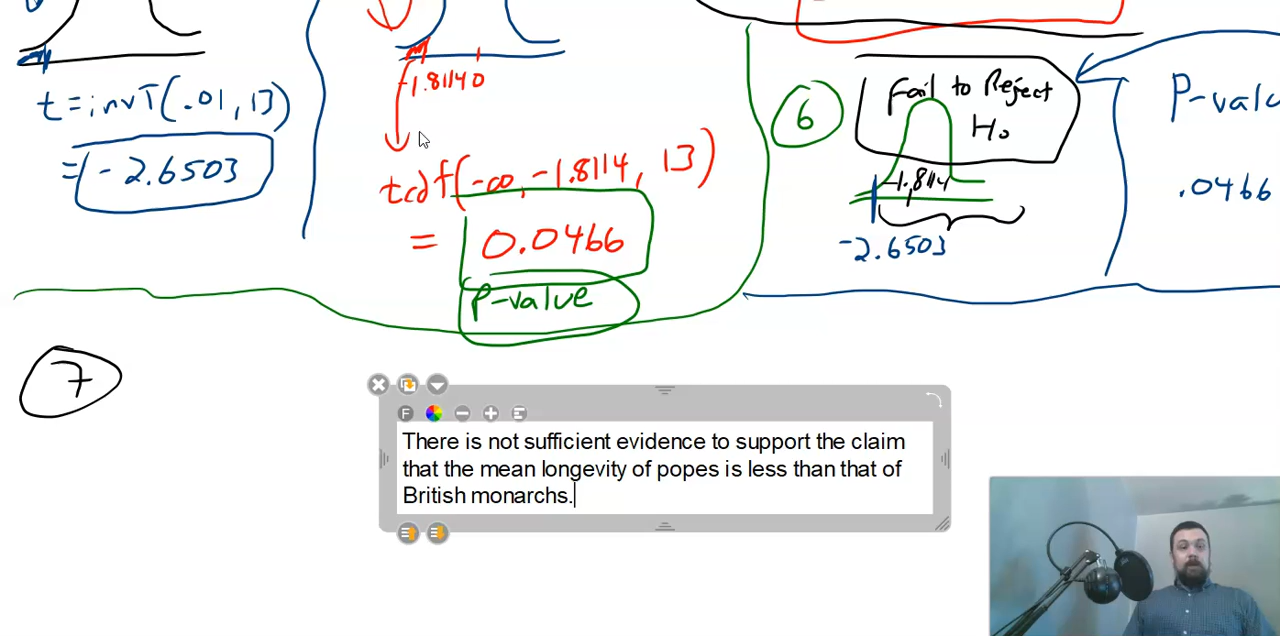 t=invT(.01, 13)
= -2.6503
-1.8114 0
tcdf(-∞, -1.8114, 13)
= 0.0466
P-value
6
Fail to Reject
Ho
-1.8114
-2.6503
P-valu
.0466
7
F
There is not sufficient evidence to support the claim
that the mean longevity of popes is less than that of
British monarchs.